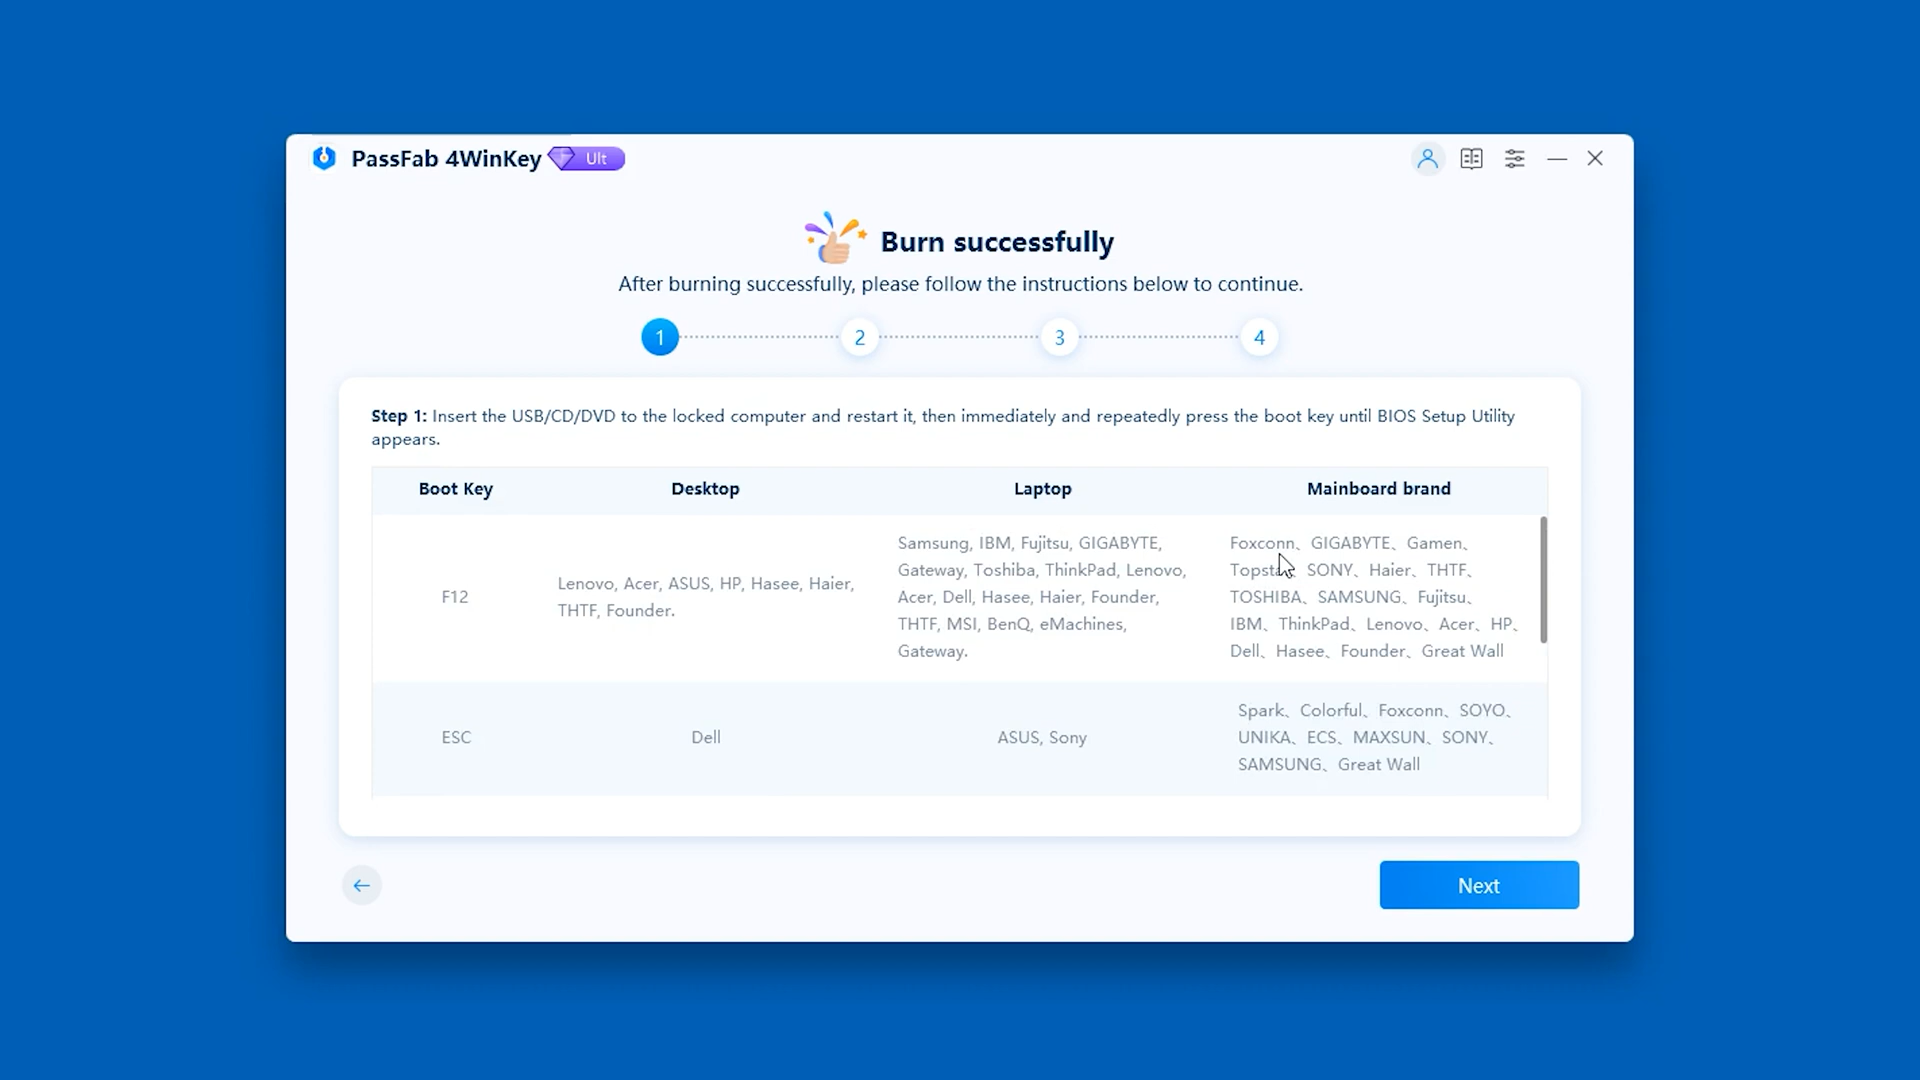 PassFab 4WinKey Ult
Burn successfully
After burning successfully, please follow the instructions below to continue.
1 2 3 4
Step 1: Insert the USB/CD/DVD to the locked computer and restart it, then immediately and repeatedly press the boot key until BIOS Setup Utility
appears.
Boot Key Desktop Laptop Mainboard brand
F12
Lenovo, Acer, ASUS, HP, Hasee, Haier,
THTF, Founder.
Samsung, IBM, Fujitsu, GIGABYTE,
Gateway, Toshiba, ThinkPad, Lenovo,
Acer, Dell, Hasee, Haier, Founder,
THTF, MSI, BenQ, eMachines,
Gateway.
Foxconn、GIGABYTE、Gamen、
SONY、Haier、THTF、
TOSHIBA、SAMSUNG、Fujitsu、
IBM、ThinkPad、Lenovo、Acer、HP、
Dell、Hasee、Founder、Great Wall
ESC
Dell
ASUS, Sony
Spark、Colorful、Foxconn、SOYO、
UNIKA、ECS、MAXSUN、SONY、
SAMSUNG、Great Wall
Next